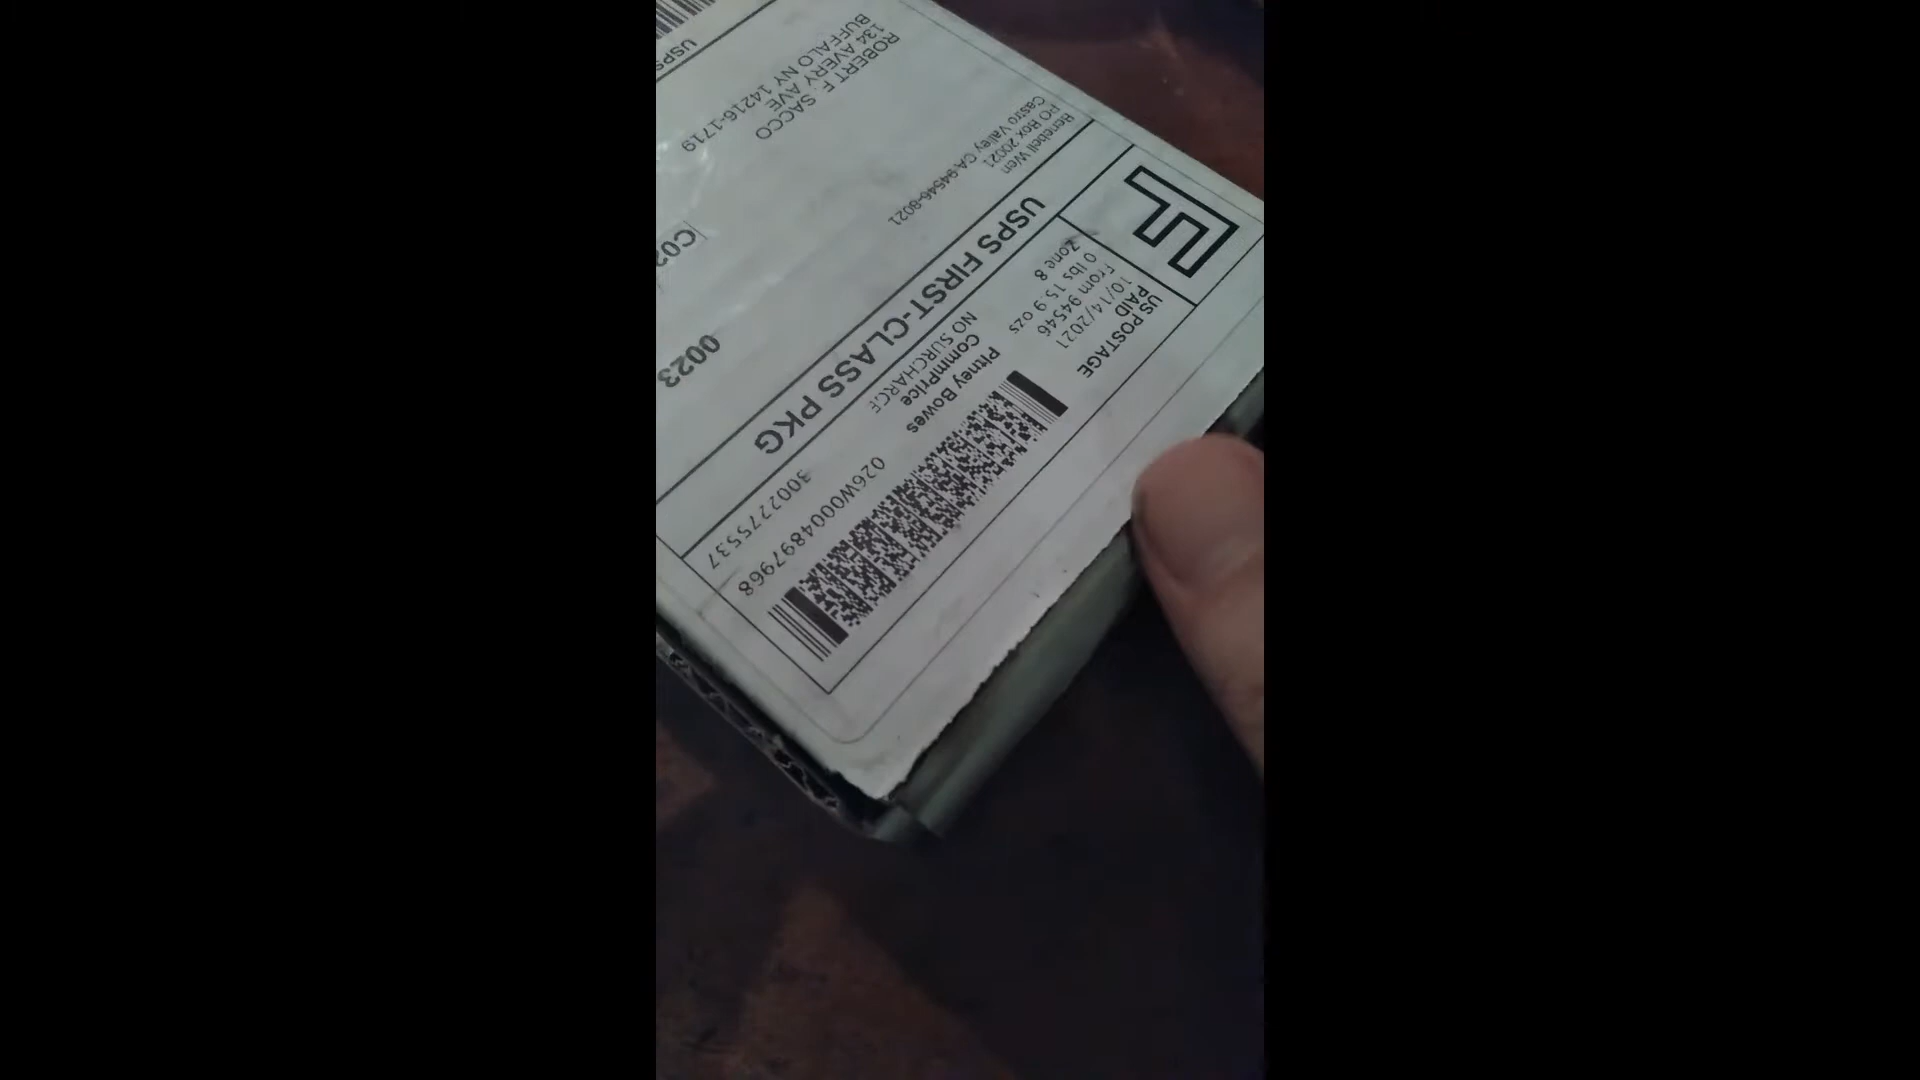 F
US POSTAGE
PAID
10/14/2021
From 94546
0 lbs 15.9 ozs
Zone 8
Pitney Bowes
CommPrice
NO SURCHARGE
026W0004897968
3002275537
USPS FIRST-CLASS PKG
Benebell Wen
PO Box 20021
Castro Valley CA 94546-8021
0023
ROBERT F. SACCO
134 AVERY AVE
BUFFALO NY 14216-1719
USPS